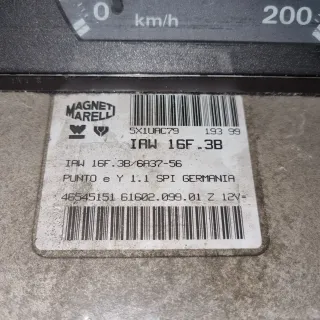 0 km/h 200
MAGNETI
MARELLI
5X1UAC79 193 99
IAW 16F.3B
IAW 16F.3B/6A37-56
PUNTO e Y 1.1 SPI GERMANIA
46545151 61602.099.01 Z 12V-